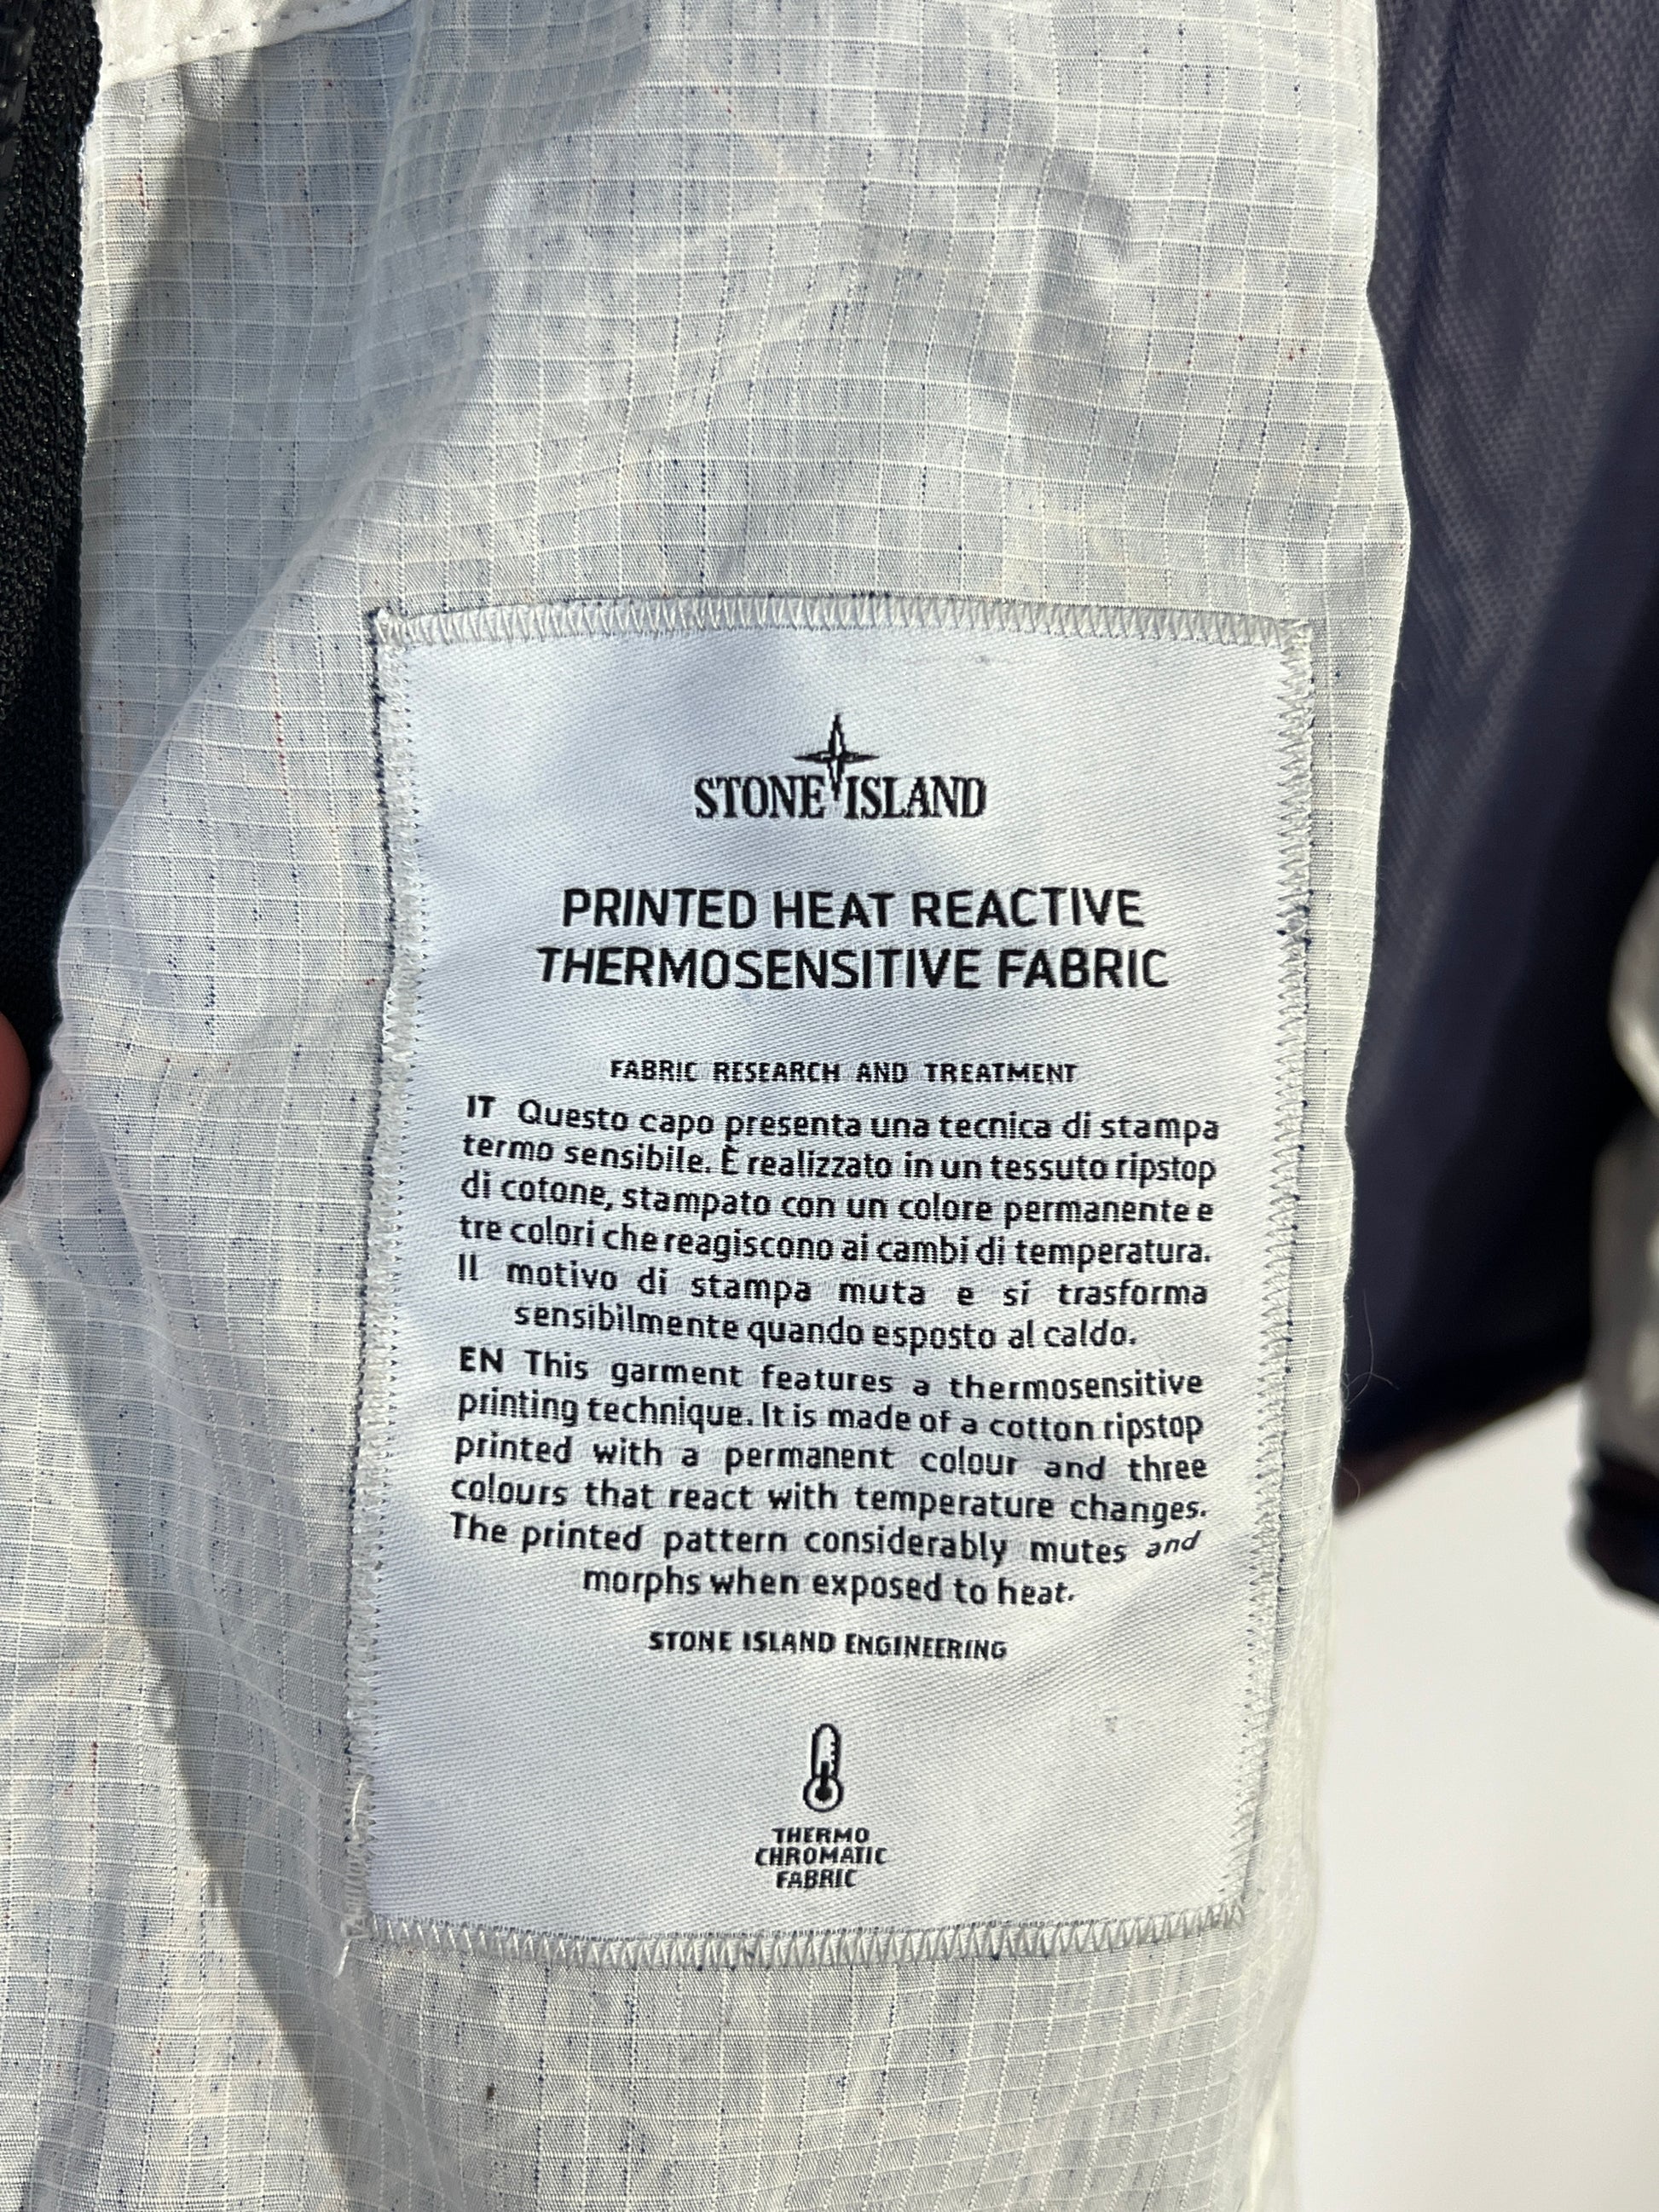 STONE ISLAND
PRINTED HEAT REACTIVE
THERMOSENSITIVE FABRIC
FABRIC RESEARCH AND TREATMENT
IT Questo capo presenta una tecnica di stampa
termo sensibile. È realizzato in un tessuto ripstop
di cotone, stampato con un colore permanente e
tre colori che reagiscono ai cambi di temperatura.
Il motivo di stampa muta e si trasforma
sensibilmente quando esposto al caldo.
EN This garment features a thermosensitive
printing technique. It is made of a cotton ripstop
printed with a permanent colour and three
colours that react with temperature changes.
The printed pattern considerably mutes and
morphs when exposed to heat.
STONE ISLAND ENGINEERING
THERMO
CHROMATIC
FABRIC